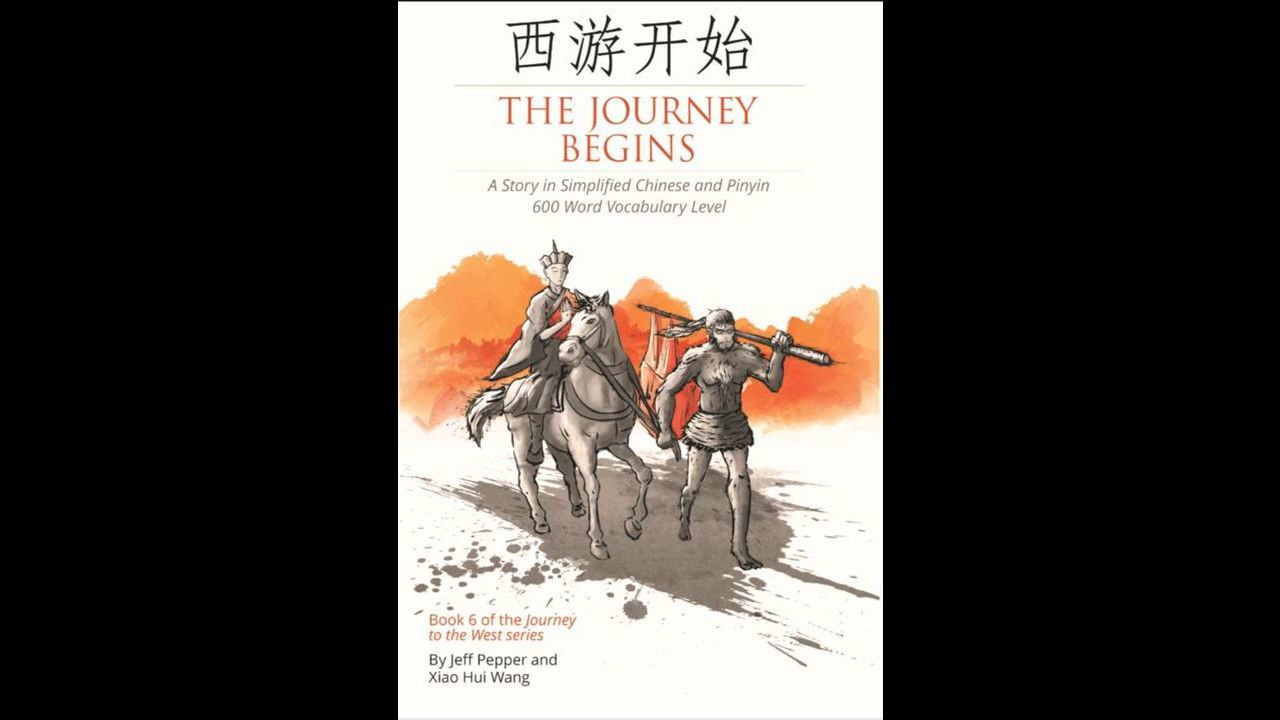 西游开始
THE JOURNEY
BEGINS
A Story in Simplified Chinese and Pinyin
600 Word Vocabulary Level
Book 6 of the Journey
to the West series
By Jeff Pepper and
Xiao Hui Wang